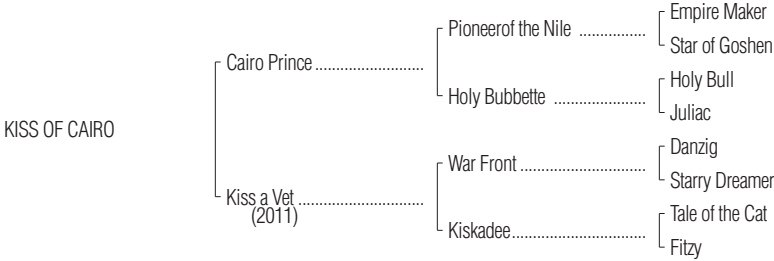 Empire Maker
Pioneerof the Nile ................
Star of Goshen
Cairo Prince ..........................
Holy Bull
Holy Bubbette ......................
Juliac
KISS OF CAIRO
Danzig
War Front ..............................
Starry Dreamer
Kiss a Vet ..............................
(2011)
Tale of the Cat
Kiskadee................................
Fitzy